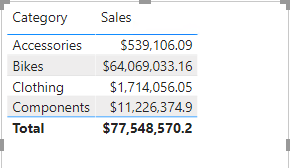 Category Sales
Accessories $539,106.09
Bikes $64,069,033.16
Clothing $1,714,056.05
Components $11,226,374.9
Total $77,548,570.2